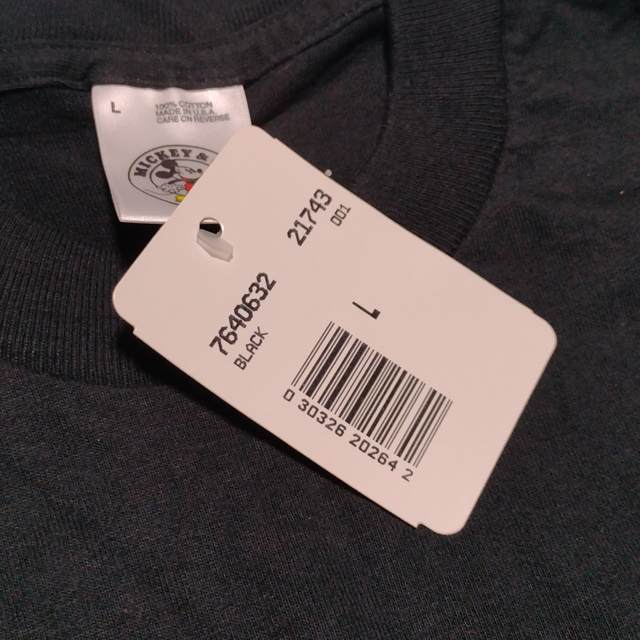 L
100% COTTON
MADE IN U.S.A.
CARE ON REVERSE
MICKEY &
21743
001
7640632
BLACK
L
0 30326 20264 2